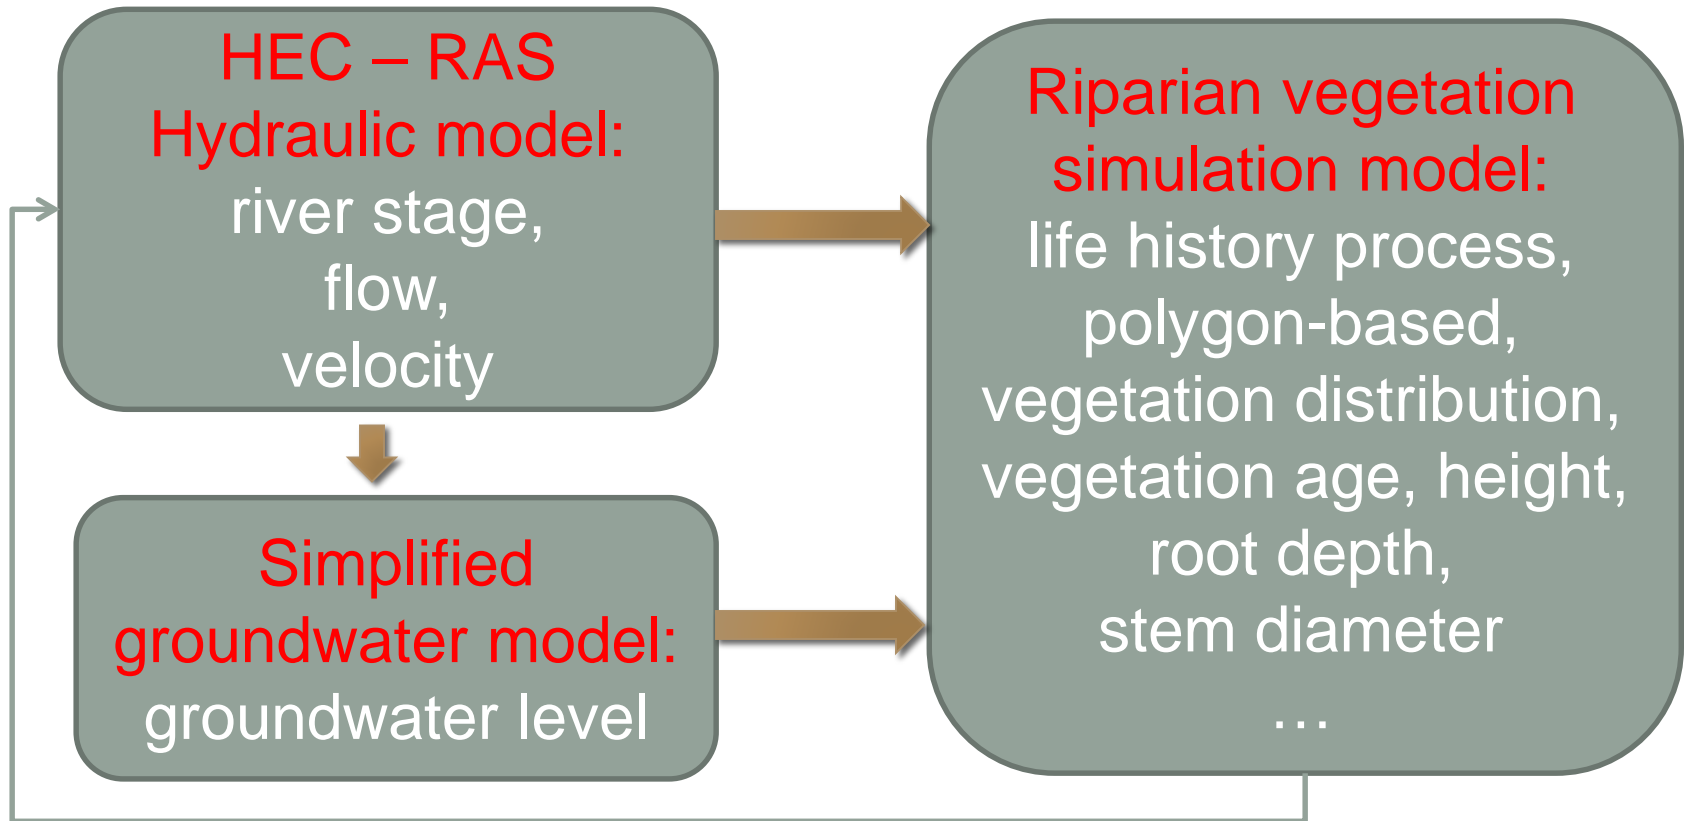 HEC – RAS
Hydraulic model:
river stage,
flow,
velocity
Simplified
groundwater model:
groundwater level
Riparian vegetation
simulation model:
life history process,
polygon-based,
vegetation distribution,
vegetation age, height,
root depth,
stem diameter
…